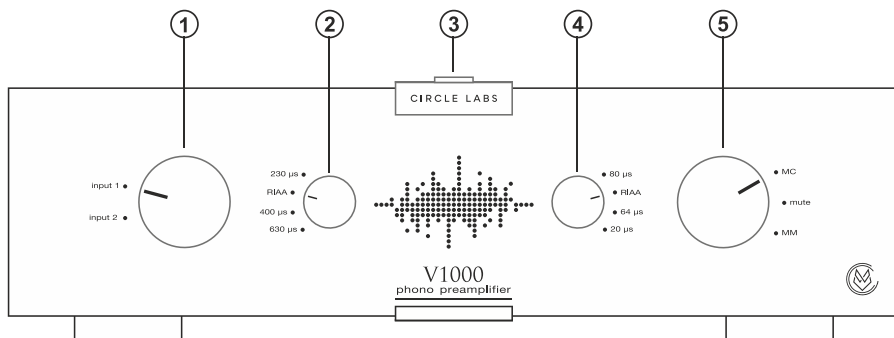 1 2 3 4 5
CIRCLE LABS
input 1
input 2
230 µs
RIAA
400 µs
630 µs
80 µs
RIAA
64 µs
20 µs
MC
mute
MM
V1000
phono preamplifier